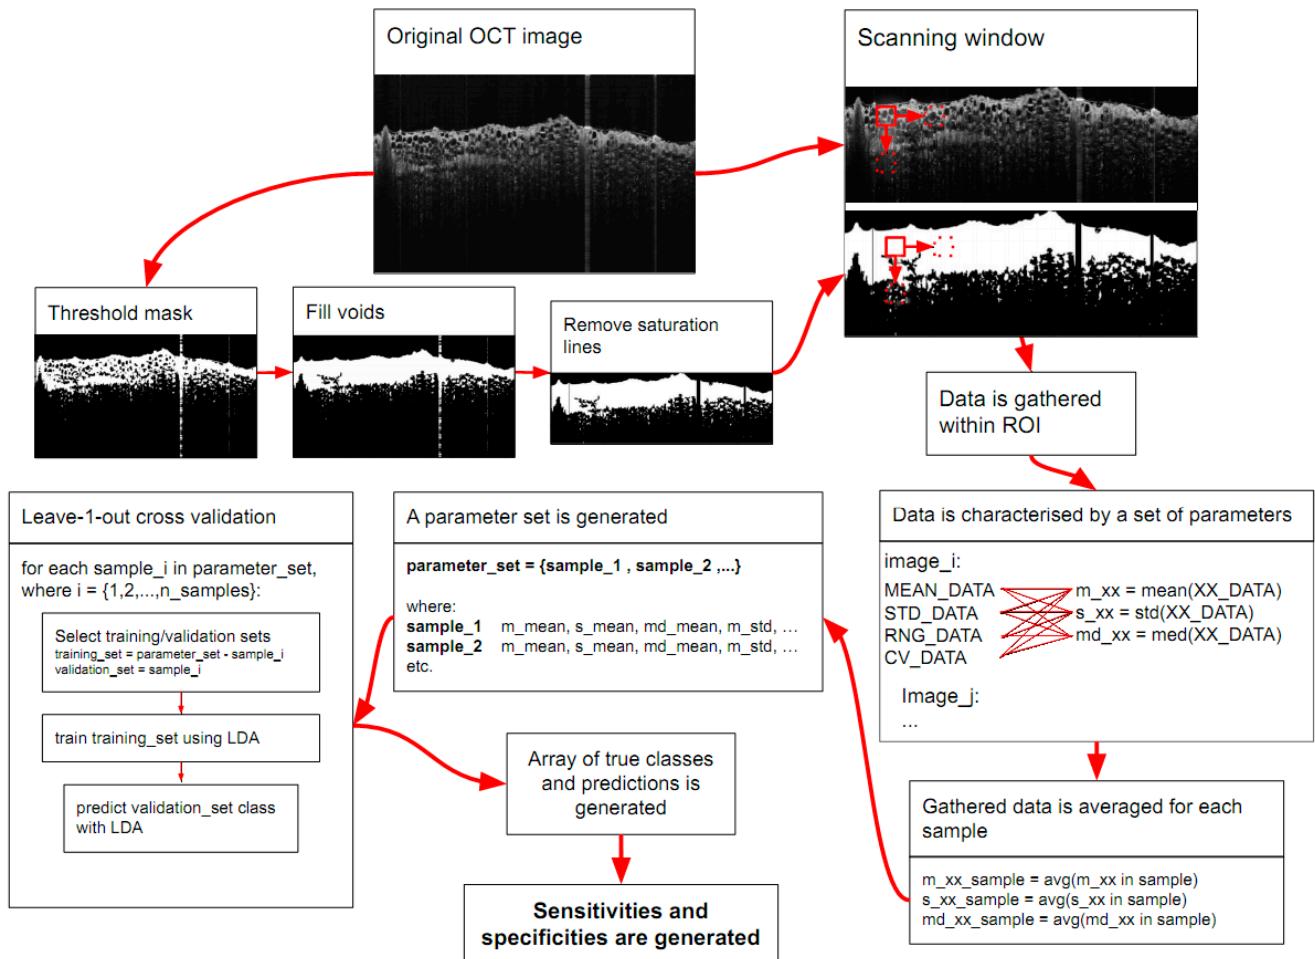 Original OCT image
Scanning window
Threshold mask
Fill voids
Remove saturation
lines
Data is gathered
within ROI
Data is characterised by a set of parameters
image_i:
MEAN_DATA
STD_DATA
RNG_DATA
CV_DATA
m_xx = mean(XX_DATA)
s_xx = std(XX_DATA)
md_xx = med(XX_DATA)
Image_j:
...
Gathered data is averaged for each
sample
m_xx_sample = avg(m_xx in sample)
s_xx_sample = avg(s_xx in sample)
md_xx_sample = avg(md_xx in sample)
A parameter set is generated
parameter_set = {sample_1 , sample_2 ,...}
where:
sample_1 m_mean, s_mean, md_mean, m_std, ...
sample_2 m_mean, s_mean, md_mean, m_std, ...
etc.
Leave-1-out cross validation
for each sample_i in parameter_set,
where i = {1,2,...,n_samples}:
Select training/validation sets
training_set = parameter_set - sample_i
validation_set = sample_i
train training_set using LDA
predict validation_set class
with LDA
Array of true classes
and predictions is
generated
Sensitivities and
specificities are generated